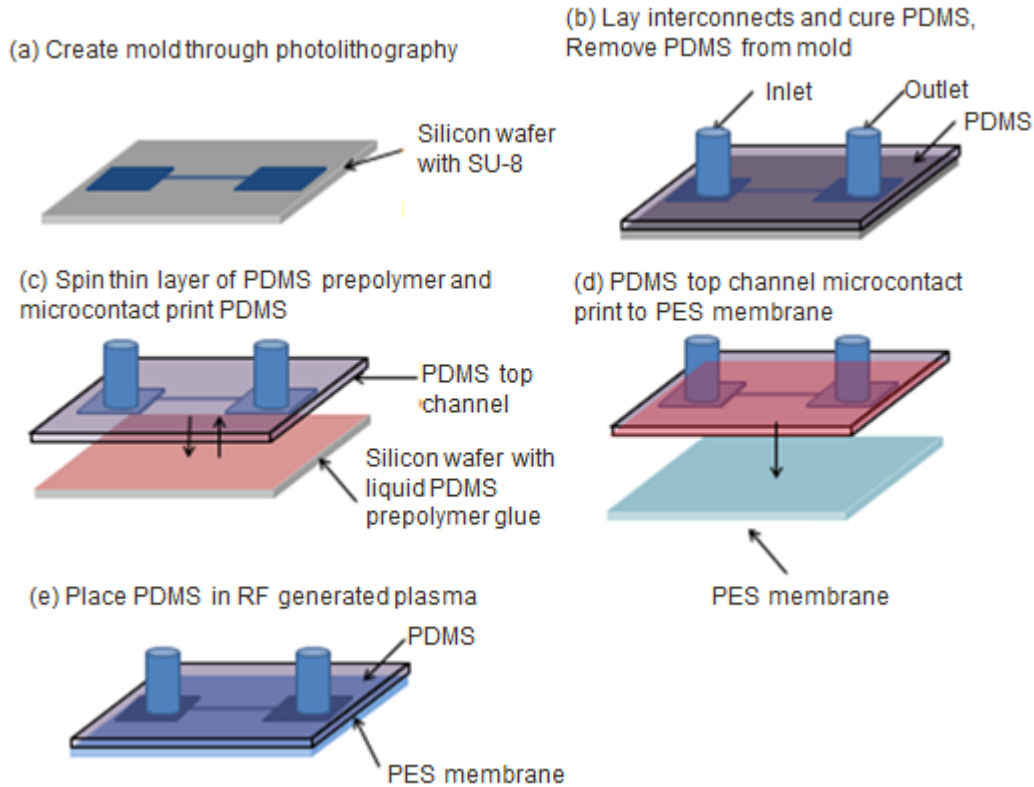 (a) Create mold through photolithography
Silicon wafer
with SU-8
(b) Lay interconnects and cure PDMS,
Remove PDMS from mold
Inlet
Outlet
PDMS
(c) Spin thin layer of PDMS prepolymer and
microcontact print PDMS
PDMS top
channel
Silicon wafer with
liquid PDMS
prepolymer glue
(d) PDMS top channel microcontact
print to PES membrane
PES membrane
(e) Place PDMS in RF generated plasma
PDMS
PES membrane